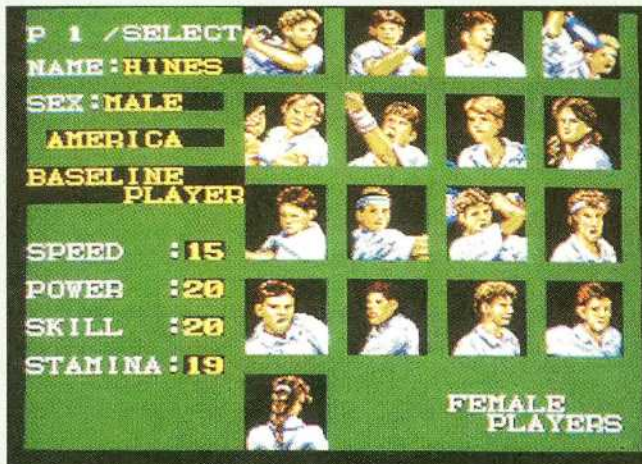 P 1 /SELECT
NAME:HINES
SEX:MALE
AMERICA
BASELINE
PLAYER
SPEED :15
POWER :20
SKILL :20
STAMINA:19
FEMALE
PLAYERS